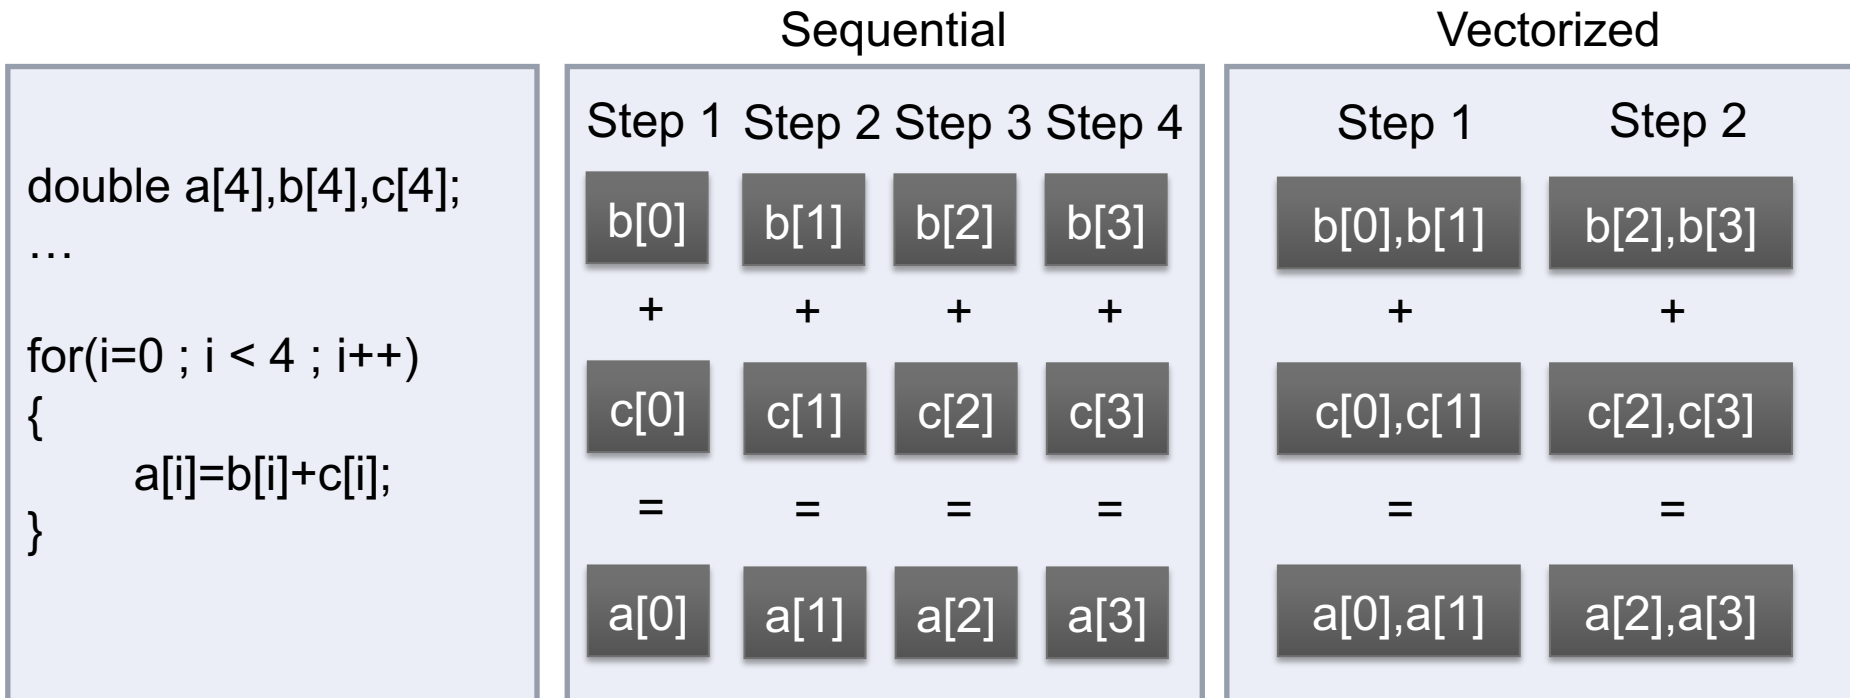 Sequential
Vectorized
double a[4],b[4],c[4];
…
for(i=0 ; i < 4 ; i++)
{
a[i]=b[i]+c[i];
}
Step 1 Step 2 Step 3 Step 4
b[0] b[1] b[2] b[3]
+ + + +
c[0] c[1] c[2] c[3]
= = = =
a[0] a[1] a[2] a[3]
Step 1 Step 2
b[0],b[1] b[2],b[3]
+ +
c[0],c[1] c[2],c[3]
= =
a[0],a[1] a[2],a[3]